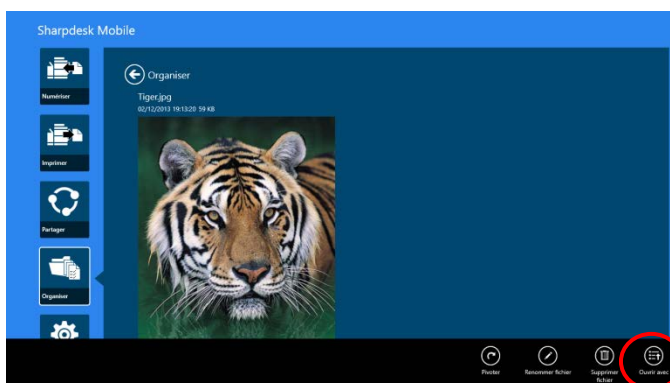 Sharpdesk Mobile
Numériser
Imprimer
Partager
Organiser
Organiser
Tiger.jpg
02/12/2013 19:13:20 59 KB
Pivoter
Renommer fichier
Supprimer
fichier
Ouvrir avec